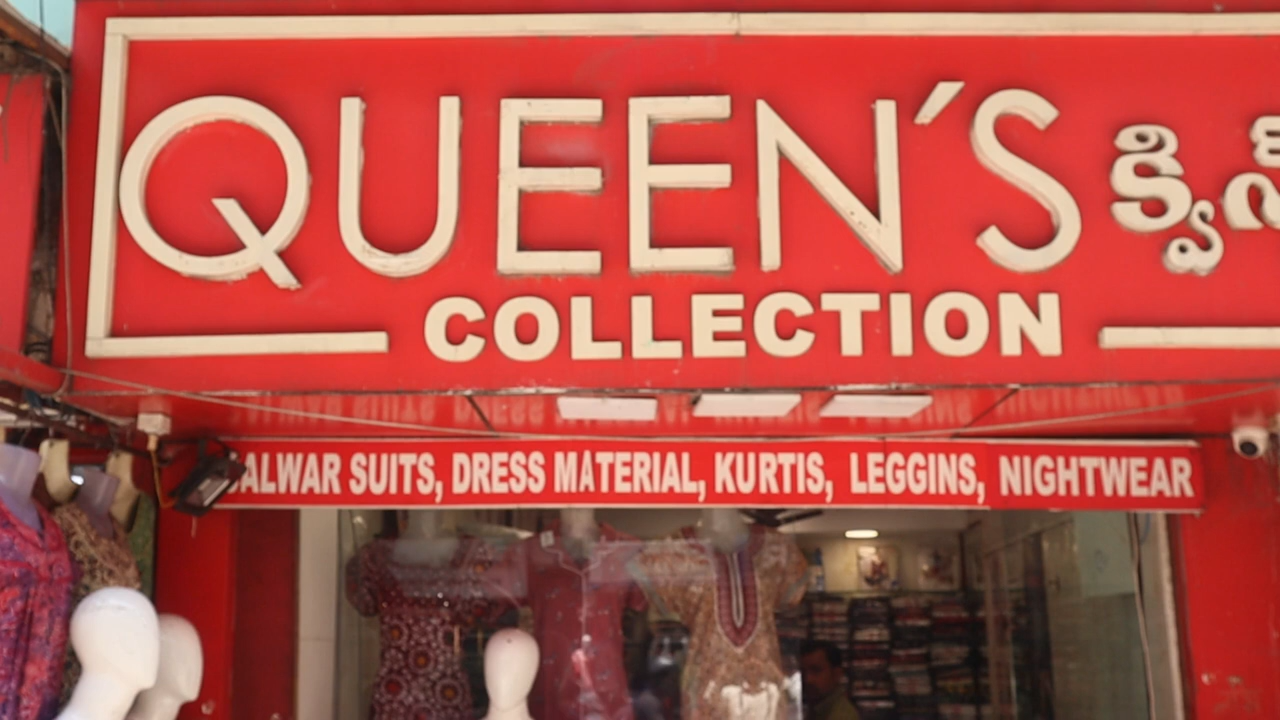 QUEEN'S
COLLECTION
ALWAR SUITS, DRESS MATERIAL, KURTIS, LEGGINS, NIGHTWEAR